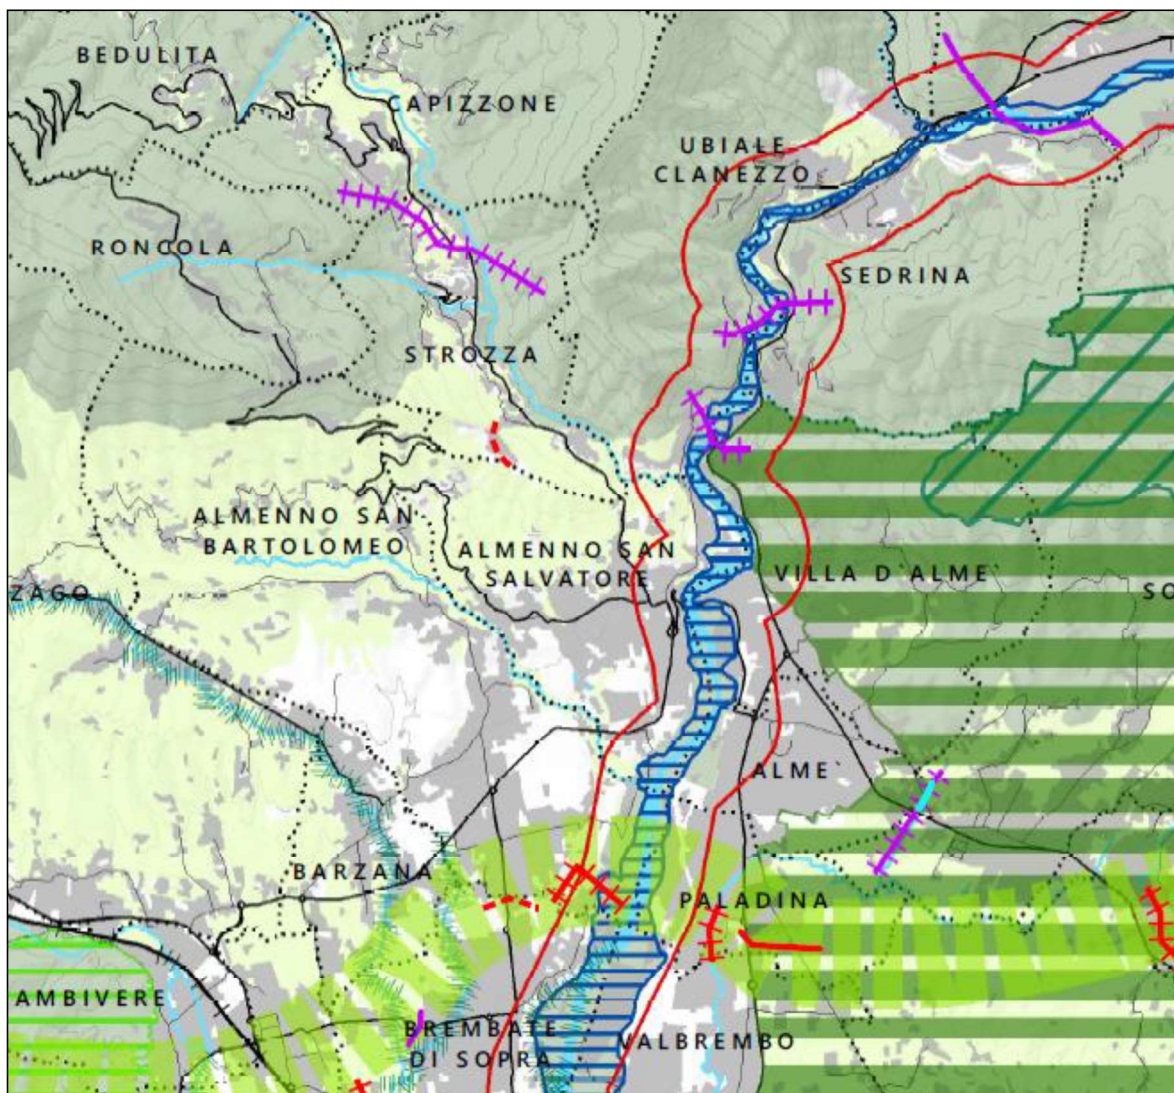 BEDULITA
CAPIZZONE
UBIALE
CLANEZZO
RONCOLA
SEDRINA
STROZZA
ALMENNO SAN
BARTOLOMEO
ALMENNO SAN
SALVATORE
VILLA D`ALME`
ZAGO
SO
ALME`
BARZANA
PALADINA
AMBIVERE
BREMBATE
DI SOPRA
VALBREMBO